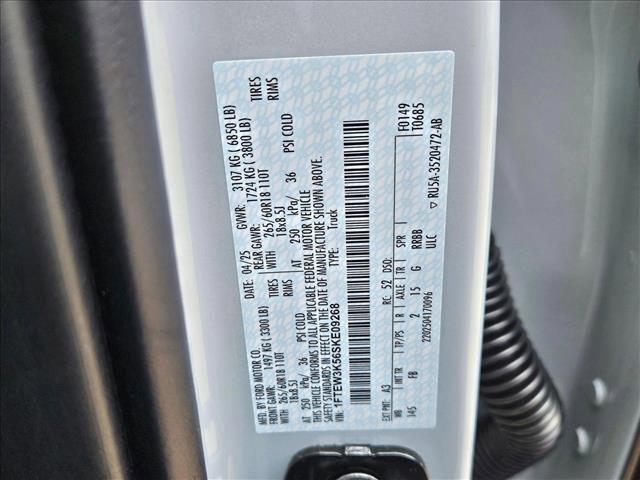 MFD. BY FORD MOTOR CO.
DATE: 04/25 GVWR: 3107 KG ( 6850 LB)
FRONT GAWR: 1497 KG (3300 LB) REAR GAWR: 1724 KG ( 3800 LB)
WITH 265/60R18 110T TIRES WITH 265/60R18 110T TIRES
18x8.5J RIMS 18x8.5J RIMS
AT 250 kPa/ 36 PSI COLD AT 250 kPa/ 36 PSI COLD
THIS VEHICLE CONFORMS TO ALL APPLICABLE FEDERAL MOTOR VEHICLE
SAFETY STANDARDS IN EFFECT ON THE DATE OF MANUFACTURE SHOWN ABOVE.
VIN: 1FTEW3K56SKE09268 TYPE: Truck
F0149
T0685
EXT PNT: A3 RC: 52 DSO:
WB INT TR TP/PS R AXLE TR SPR
145 FB 2 15 G RRBB
ULC
2202504170096
▽ RU5A-3520472-AB